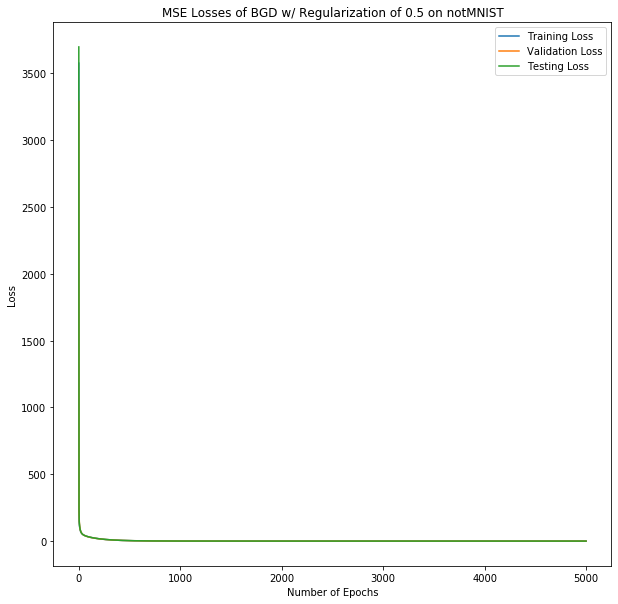 MSE Losses of BGD w/ Regularization of 0.5 on notMNIST
Training Loss
Validation Loss
Testing Loss
3500
3000
2500
2000
1500
1000
500
0
Loss
0 1000 2000 3000 4000 5000
Number of Epochs